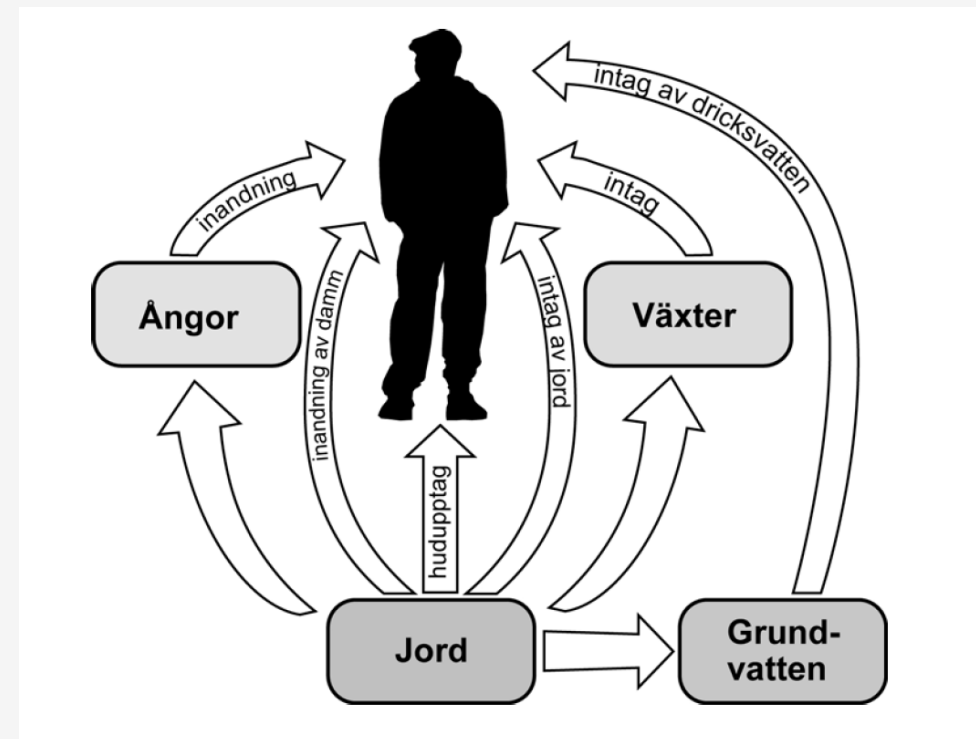 intag av dricksvatten
inandning
intag
Ångor
inandning av damm
intag av jord
Växter
hudupptag
Jord
Grund-
vatten